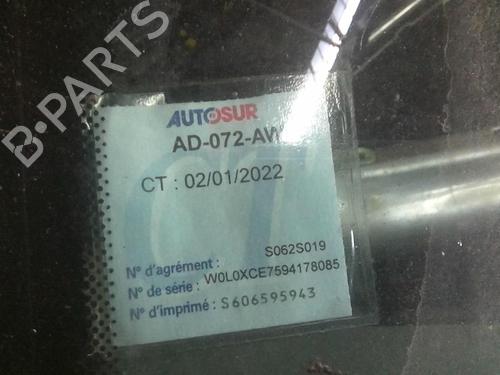 B-PARTS
AUTOSUR
AD-072-AW
CT : 02/01/2022
N° d'agrément : S062S019
N° de série : W0L0XCE7594178085
N° d'imprimé : S606595943